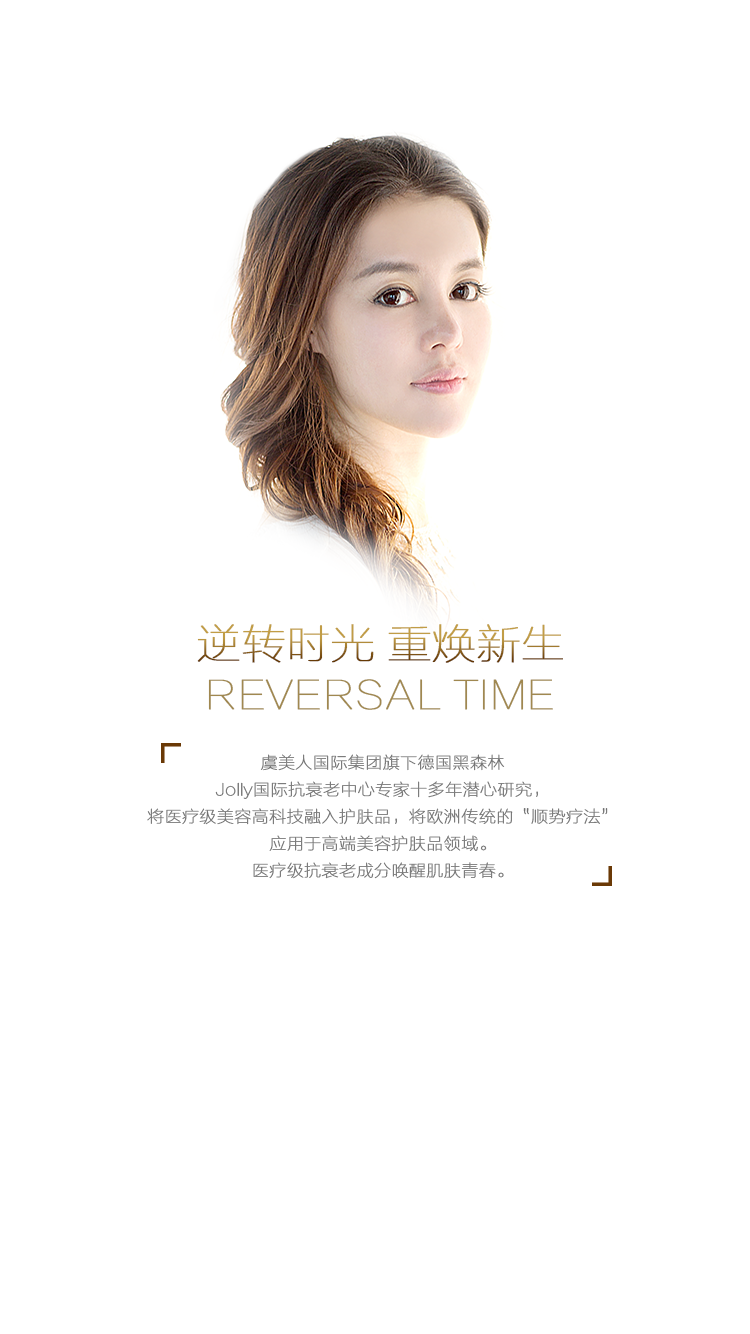 逆转时光 重焕新生
REVERSAL TIME
虞美人国际集团旗下德国黑森林
Jolly国际抗衰老中心专家十多年潜心研究，
将医疗级美容高科技融入护肤品，将欧洲传统的“顺势疗法”
应用于高端美容护肤品领域。
医疗级抗衰老成分唤醒肌肤青春。